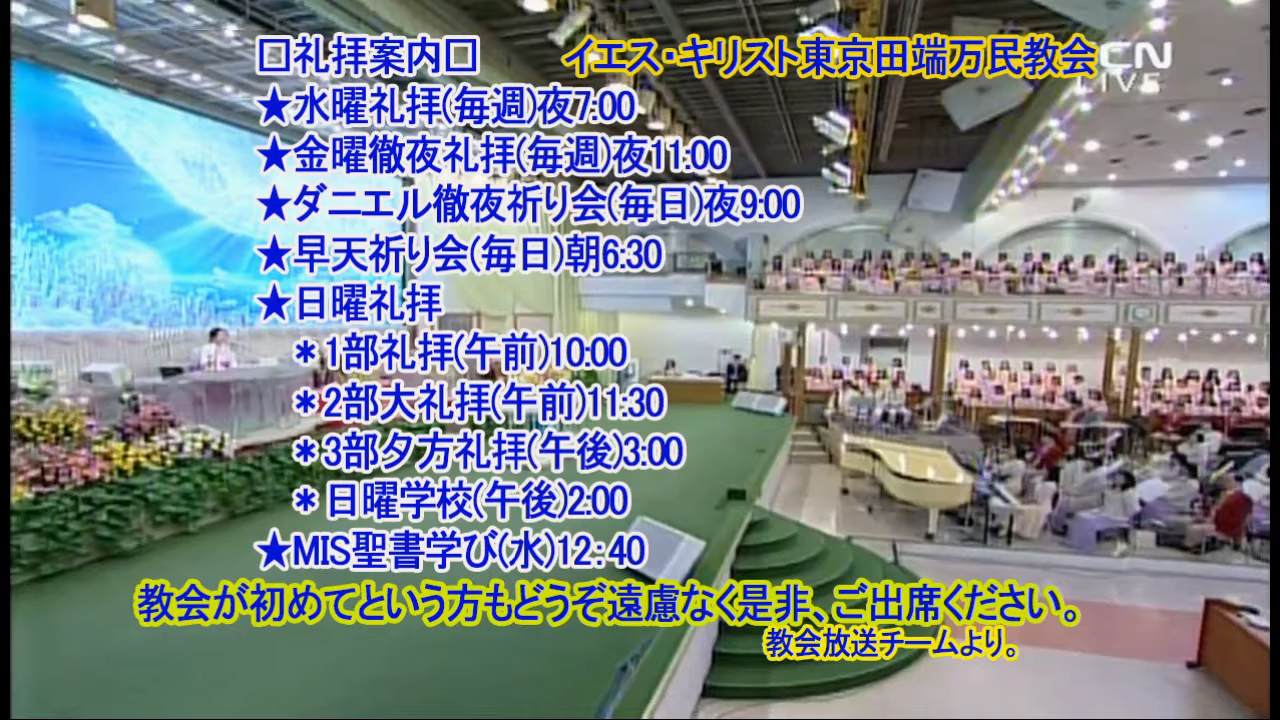 □礼拝案内□ イエス・キリスト東京田端万民教会
CN
LIVE
★水曜礼拝(毎週)夜7:00
★金曜徹夜礼拝(毎週)夜11:00
★ダニエル徹夜祈り会(毎日)夜9:00
★早天祈り会(毎日)朝6:30
★日曜礼拝
＊1部礼拝(午前)10:00
＊2部大礼拝(午前)11:30
＊3部夕方礼拝(午後)3:00
＊日曜学校(午後)2:00
★MIS聖書学び(水)12:40
教会が初めてという方もどうぞ遠慮なく是非、ご出席ください。
教会放送チームより。